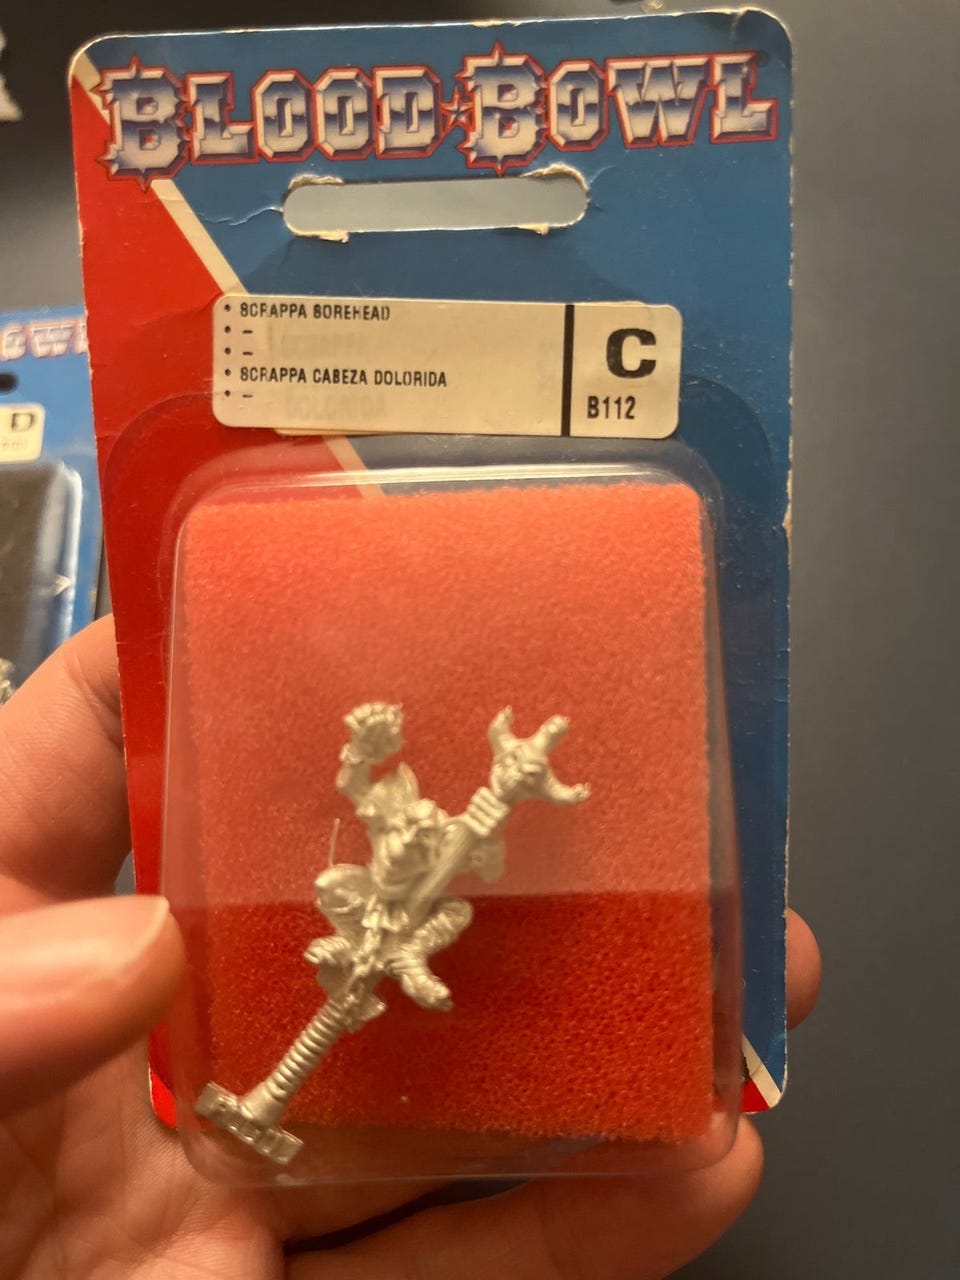 BLOOD BOWL
• SCRAPPA SOREHEAD
• –
• –
• SCRAPPA CABEZA DOLORIDA
• –
C
B112
D